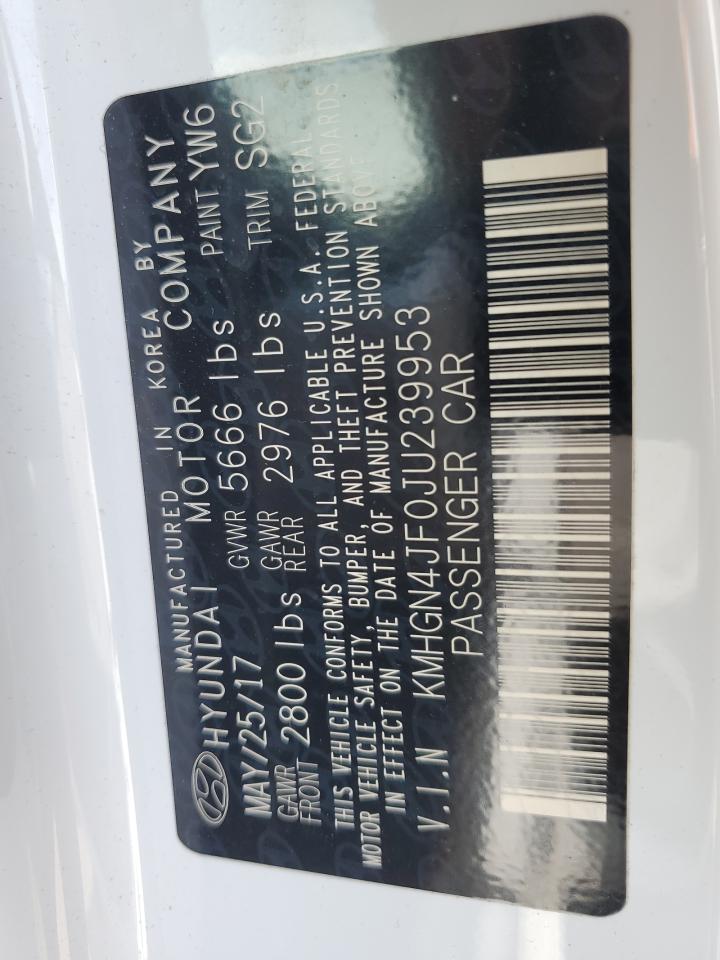 MANUFACTURED IN KOREA BY
HYUNDAI MOTOR COMPANY
MAY/25/17 GVWR 5666 lbs PAINT YW6
GAWR FRONT 2800 lbs GAWR REAR 2976 lbs TRIM SG2
THIS VEHICLE CONFORMS TO ALL APPLICABLE U.S.A. FEDERAL
MOTOR VEHICLE SAFETY, BUMPER, AND THEFT PREVENTION STANDARDS
IN EFFECT ON THE DATE OF MANUFACTURE SHOWN ABOVE
V.I.N KMHGN4JF0JU239953
PASSENGER CAR